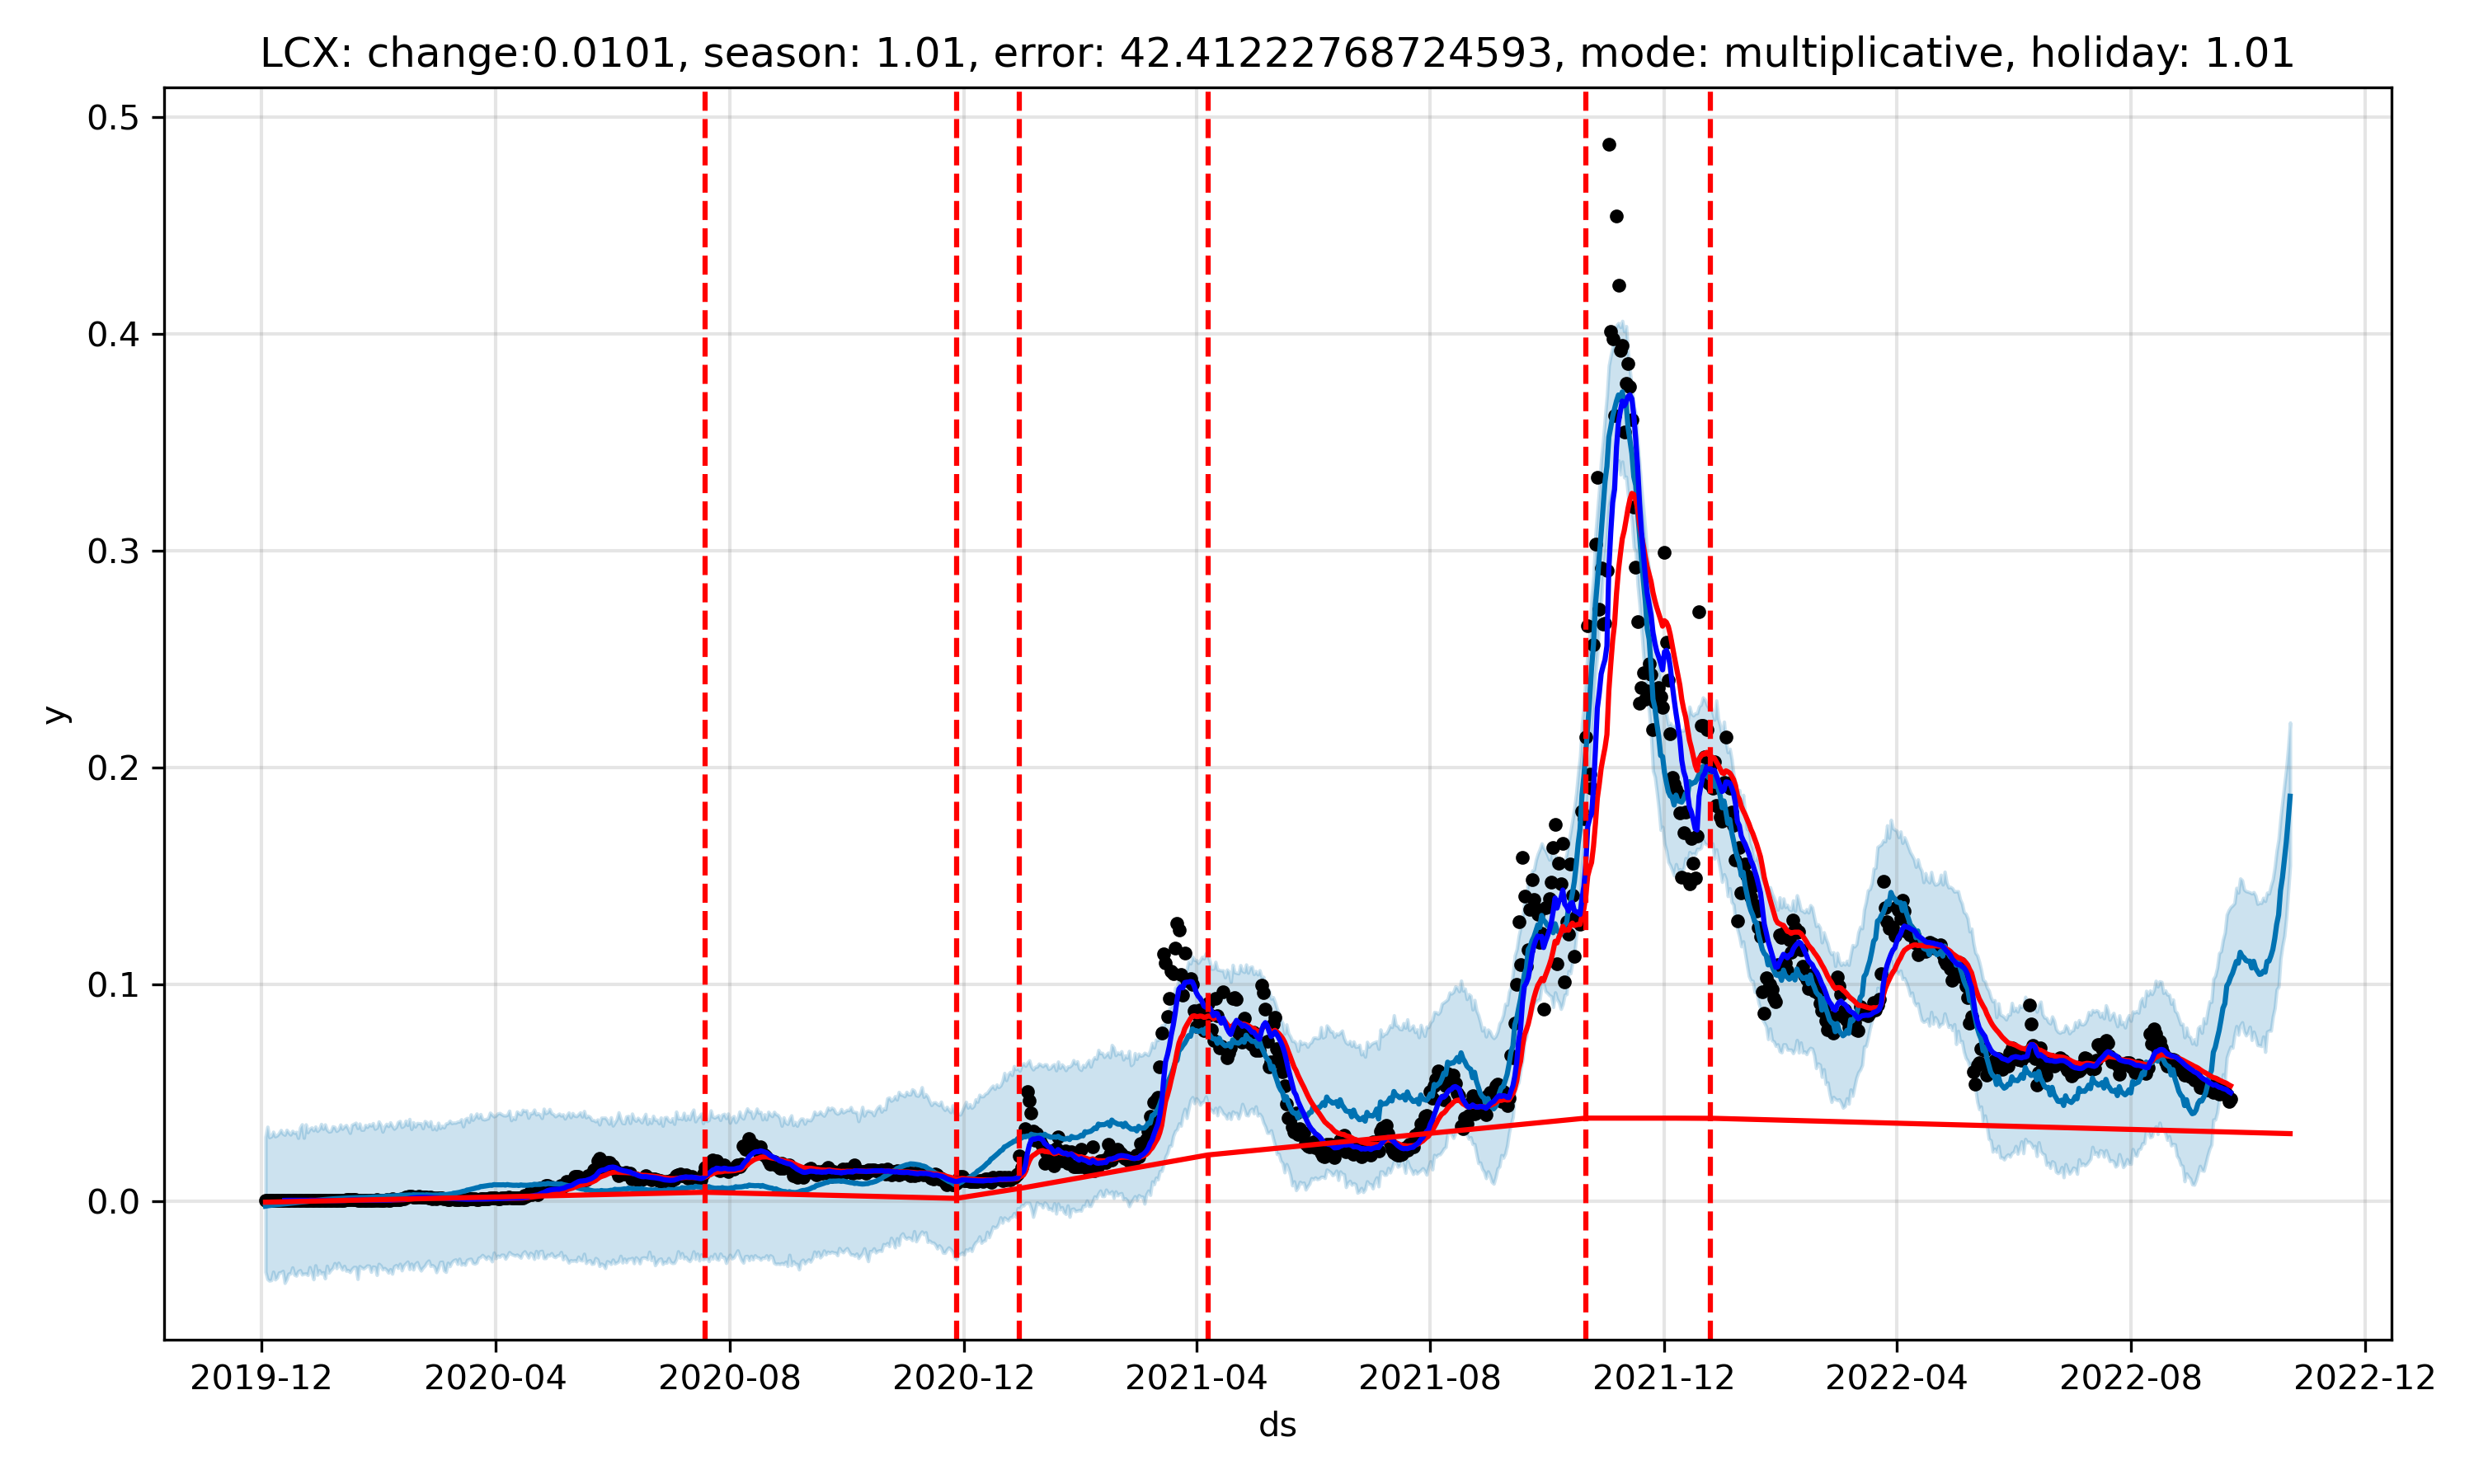 LCX: change:0.0101, season: 1.01, error: 42.41222768724593, mode: multiplicative, holiday: 1.01
0.5
0.4
0.3
0.2
0.1
0.0
y
2019-12 2020-04 2020-08 2020-12 2021-04 2021-08 2021-12 2022-04 2022-08 2022-12
ds